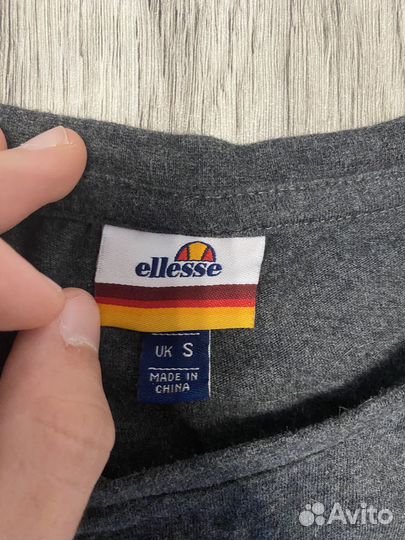 ellesse
UK S
MADE IN
CHINA
Avito